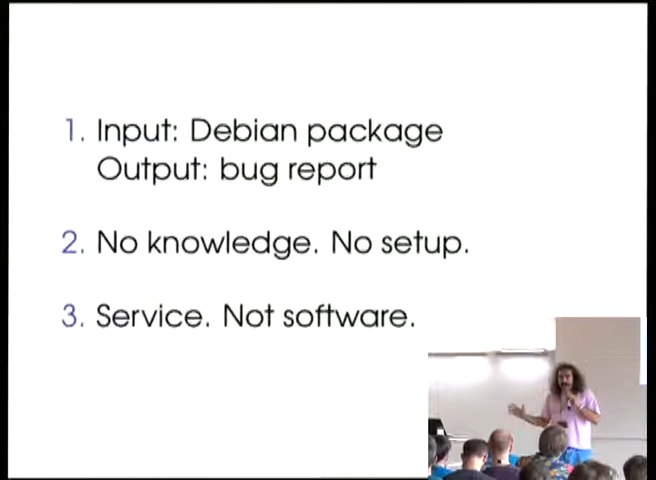 1. Input: Debian package
Output: bug report
2. No knowledge. No setup.
3. Service. Not software.